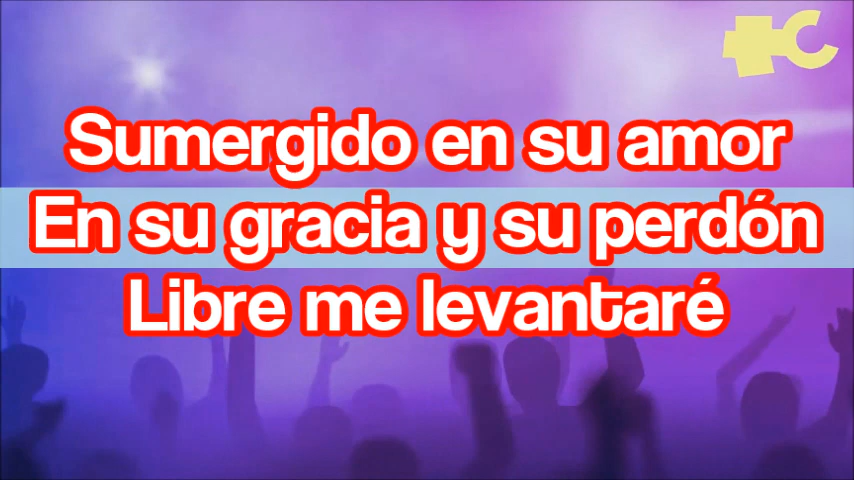 Sumergido en su amor
En su gracia y su perdón
Libre me levantaré